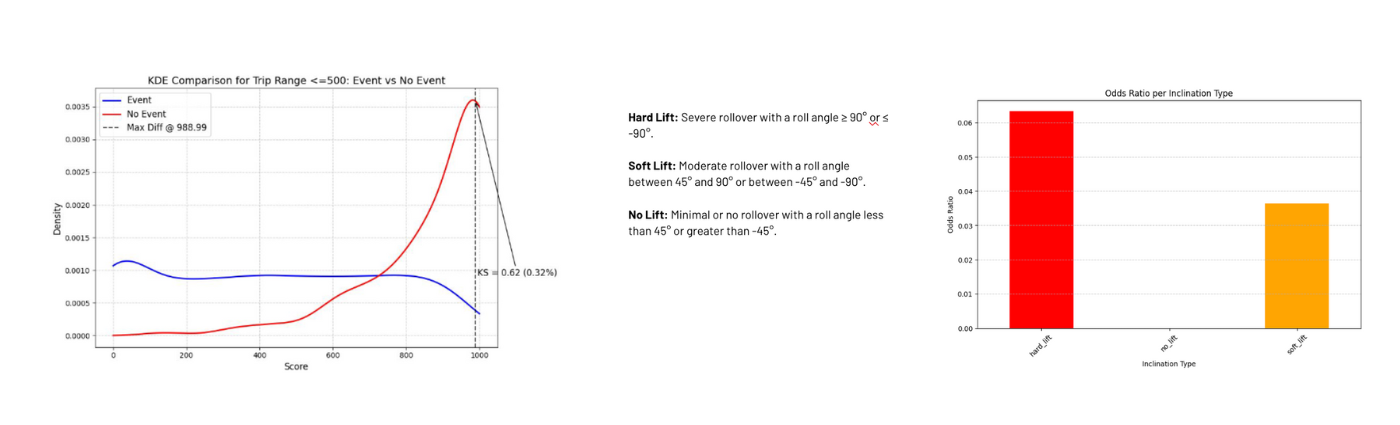 KDE Comparison for Trip Range <=500: Event vs No Event
Event
No Event
Max Diff @ 988.99
0.0035
0.0030
0.0025
0.0020
0.0015
0.0010
0.0005
0.0000
Density
KS = 0.62 (0.32%)
0 200 400 600 800 1000
Score
Hard Lift: Severe rollover with a roll angle ≥ 90° or ≤
-90°.
Soft Lift: Moderate rollover with a roll angle
between 45° and 90° or between -45° and -90°.
No Lift: Minimal or no rollover with a roll angle less
than 45° or greater than -45°.
Odds Ratio per Inclination Type
0.06
0.05
0.04
0.03
0.02
0.01
0.00
Odds Ratio
hard_lift no_lift soft_lift
Inclination Type